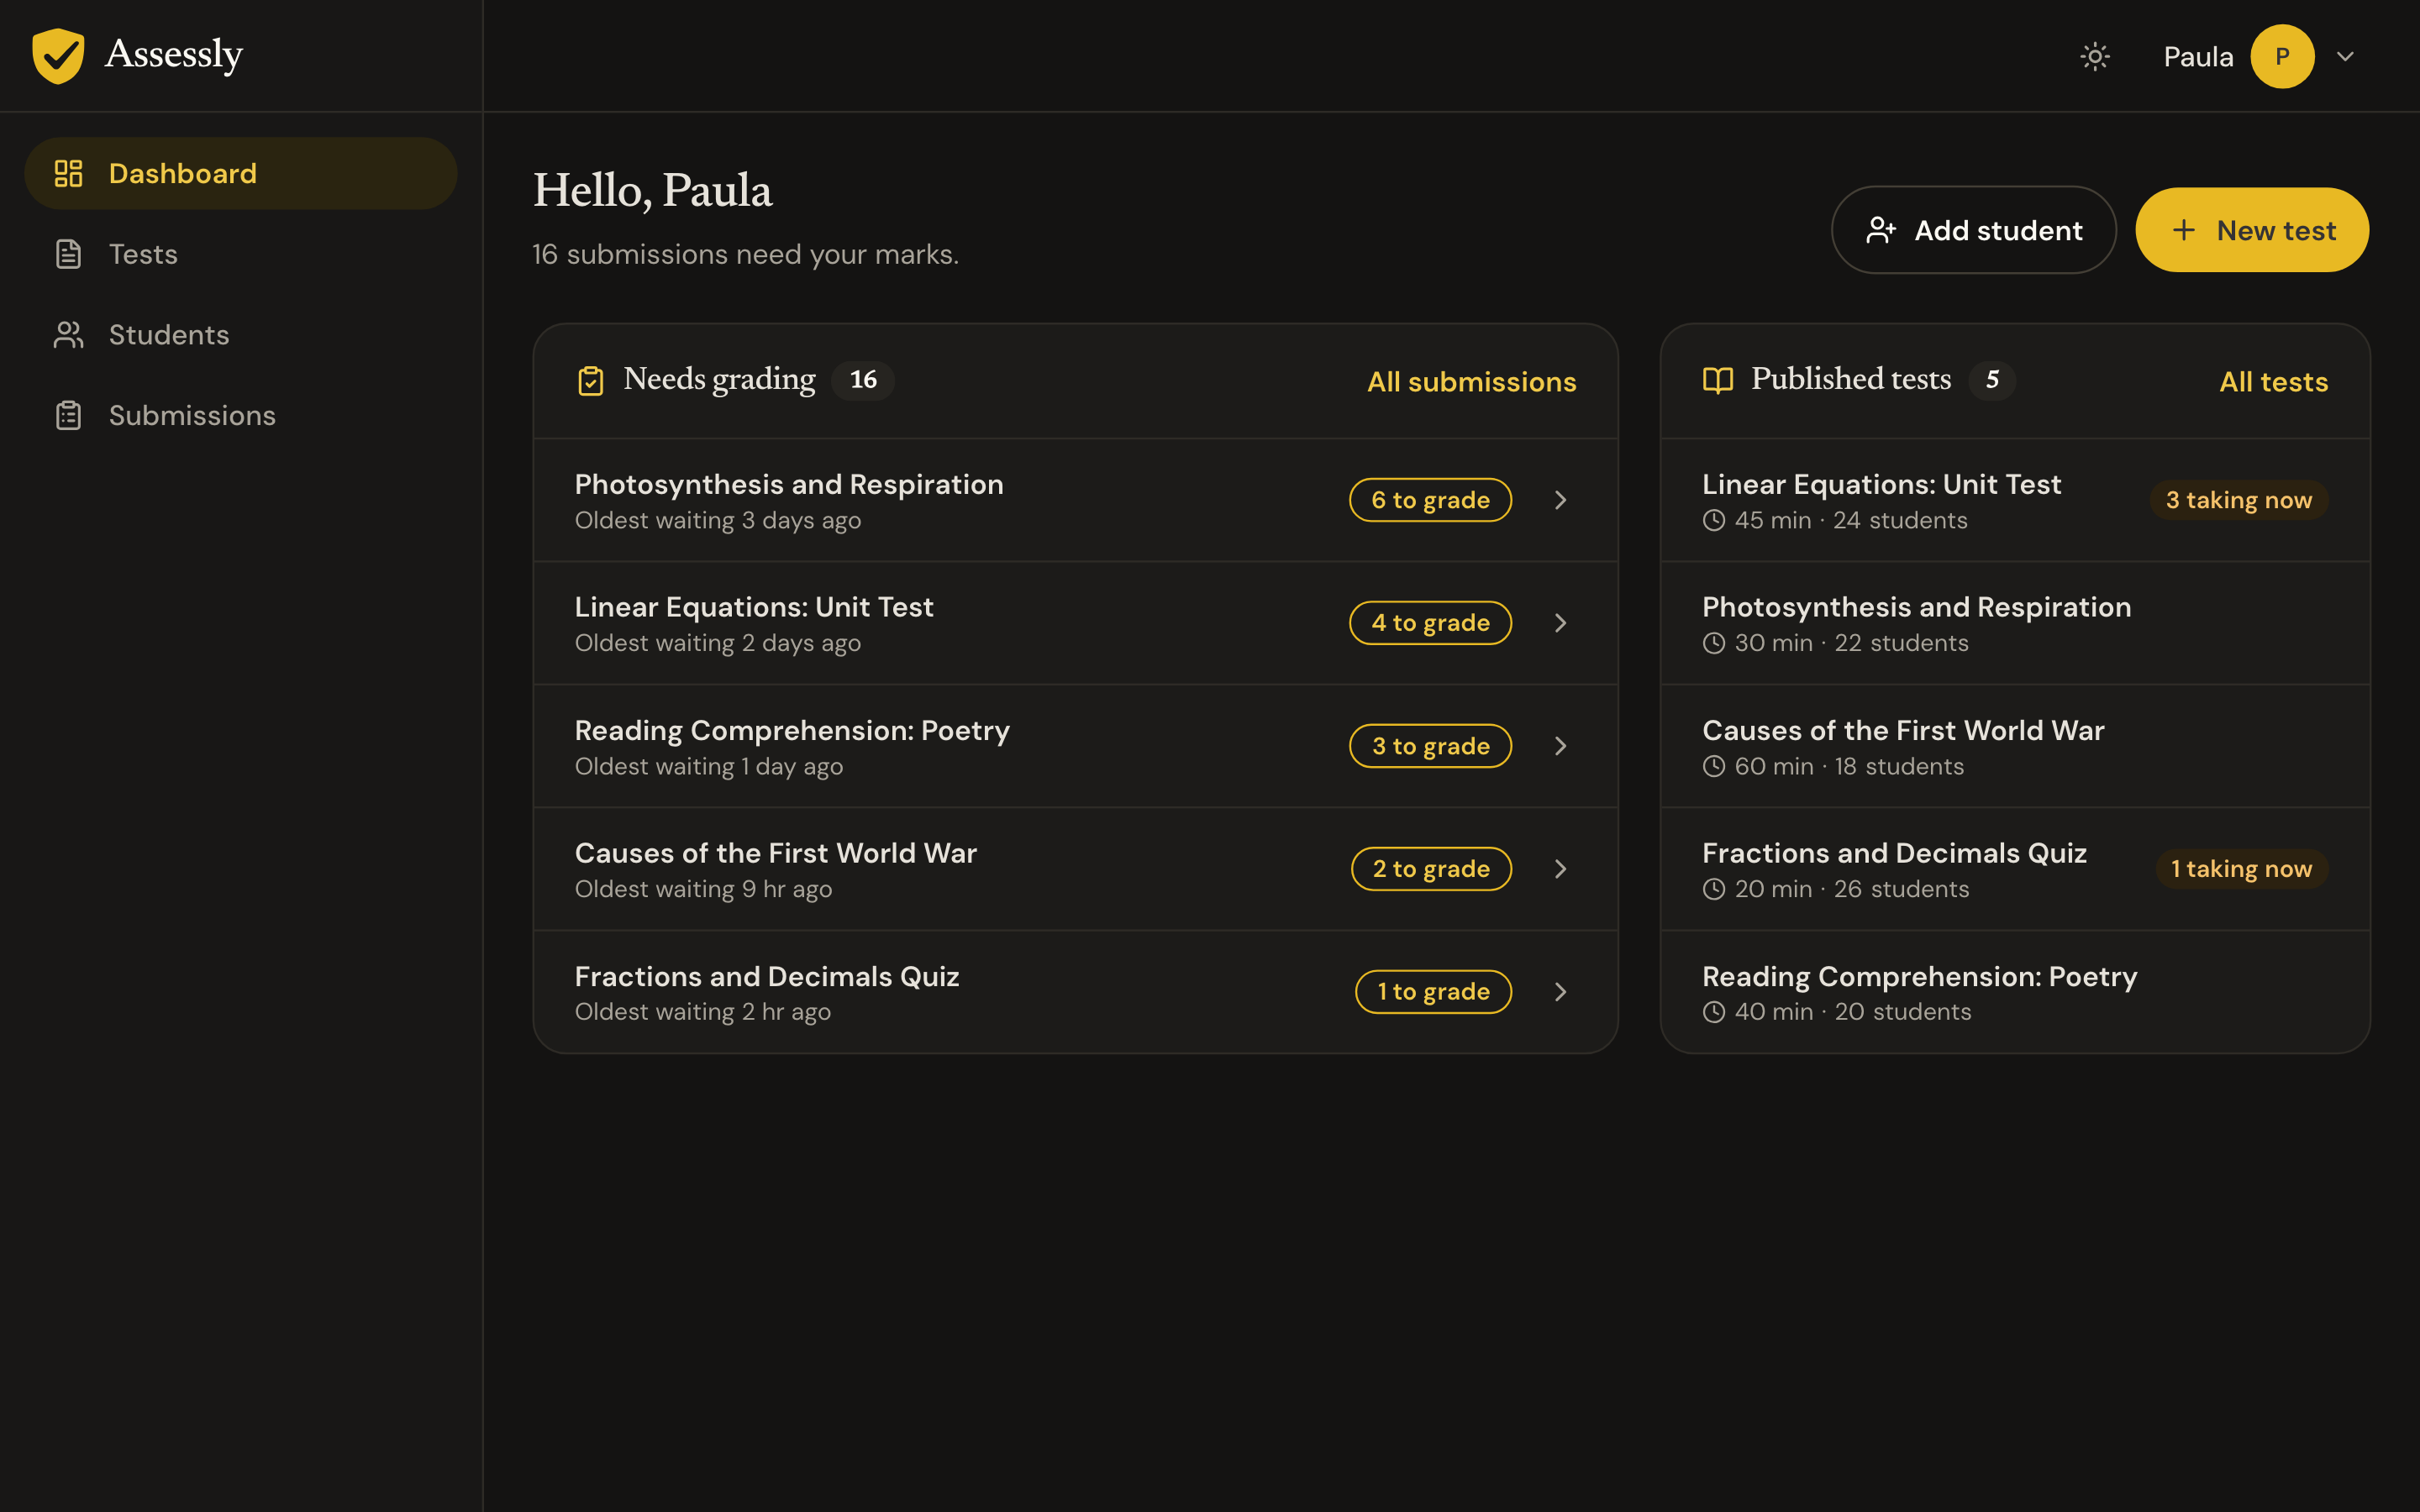 Assessly
Paula
P
Dashboard
Tests
Students
Submissions
Hello, Paula
16 submissions need your marks.
Add student
New test
Needs grading 16
All submissions
Photosynthesis and Respiration
Oldest waiting 3 days ago
6 to grade
Linear Equations: Unit Test
Oldest waiting 2 days ago
4 to grade
Reading Comprehension: Poetry
Oldest waiting 1 day ago
3 to grade
Causes of the First World War
Oldest waiting 9 hr ago
2 to grade
Fractions and Decimals Quiz
Oldest waiting 2 hr ago
1 to grade
Published tests 5
All tests
Linear Equations: Unit Test
45 min · 24 students
3 taking now
Photosynthesis and Respiration
30 min · 22 students
Causes of the First World War
60 min · 18 students
Fractions and Decimals Quiz
20 min · 26 students
1 taking now
Reading Comprehension: Poetry
40 min · 20 students